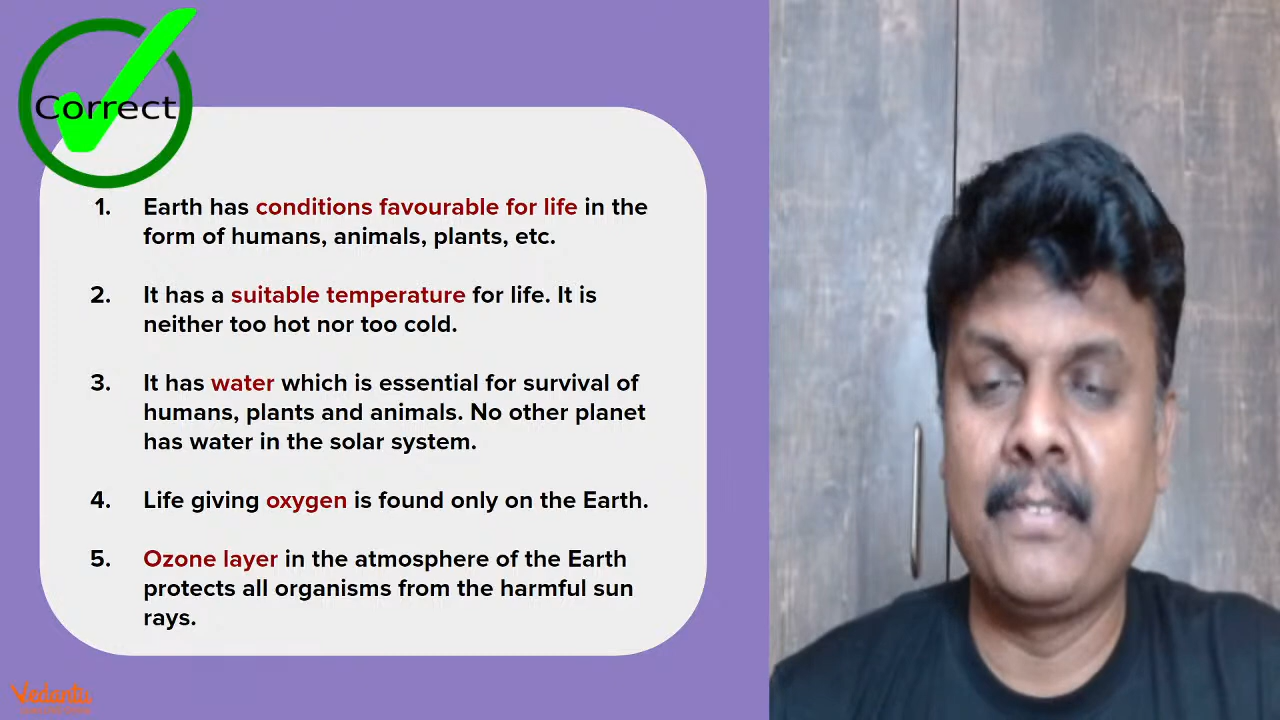 Correct
1. Earth has conditions favourable for life in the
form of humans, animals, plants, etc.
2. It has a suitable temperature for life. It is
neither too hot nor too cold.
3. It has water which is essential for survival of
humans, plants and animals. No other planet
has water in the solar system.
4. Life giving oxygen is found only on the Earth.
5. Ozone layer in the atmosphere of the Earth
protects all organisms from the harmful sun
rays.
Vedantu